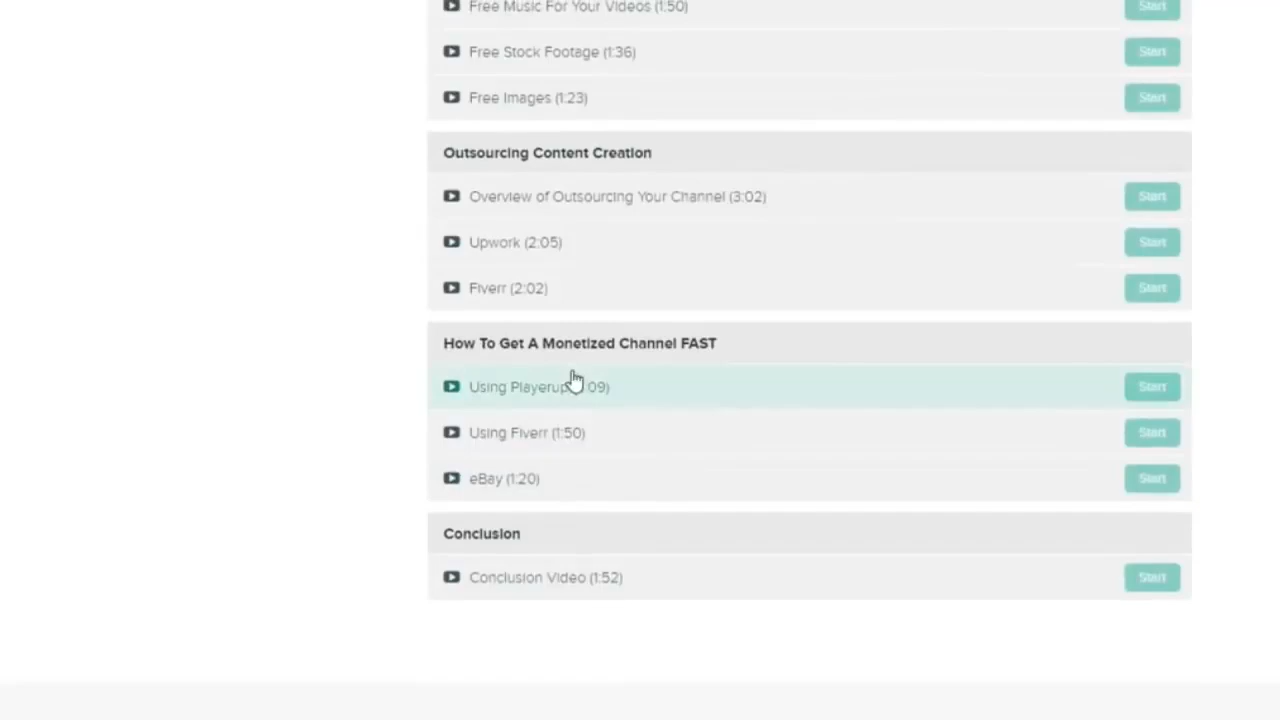 Free Music For Your Videos (1:50)
Start
Free Stock Footage (1:36)
Start
Free Images (1:23)
Start
Outsourcing Content Creation
Overview of Outsourcing Your Channel (3:02)
Start
Upwork (2:05)
Start
Fiverr (2:02)
Start
How To Get A Monetized Channel FAST
Using Playerup 09)
Start
Using Fiverr (1:50)
Start
eBay (1:20)
Start
Conclusion
Conclusion Video (1:52)
Start